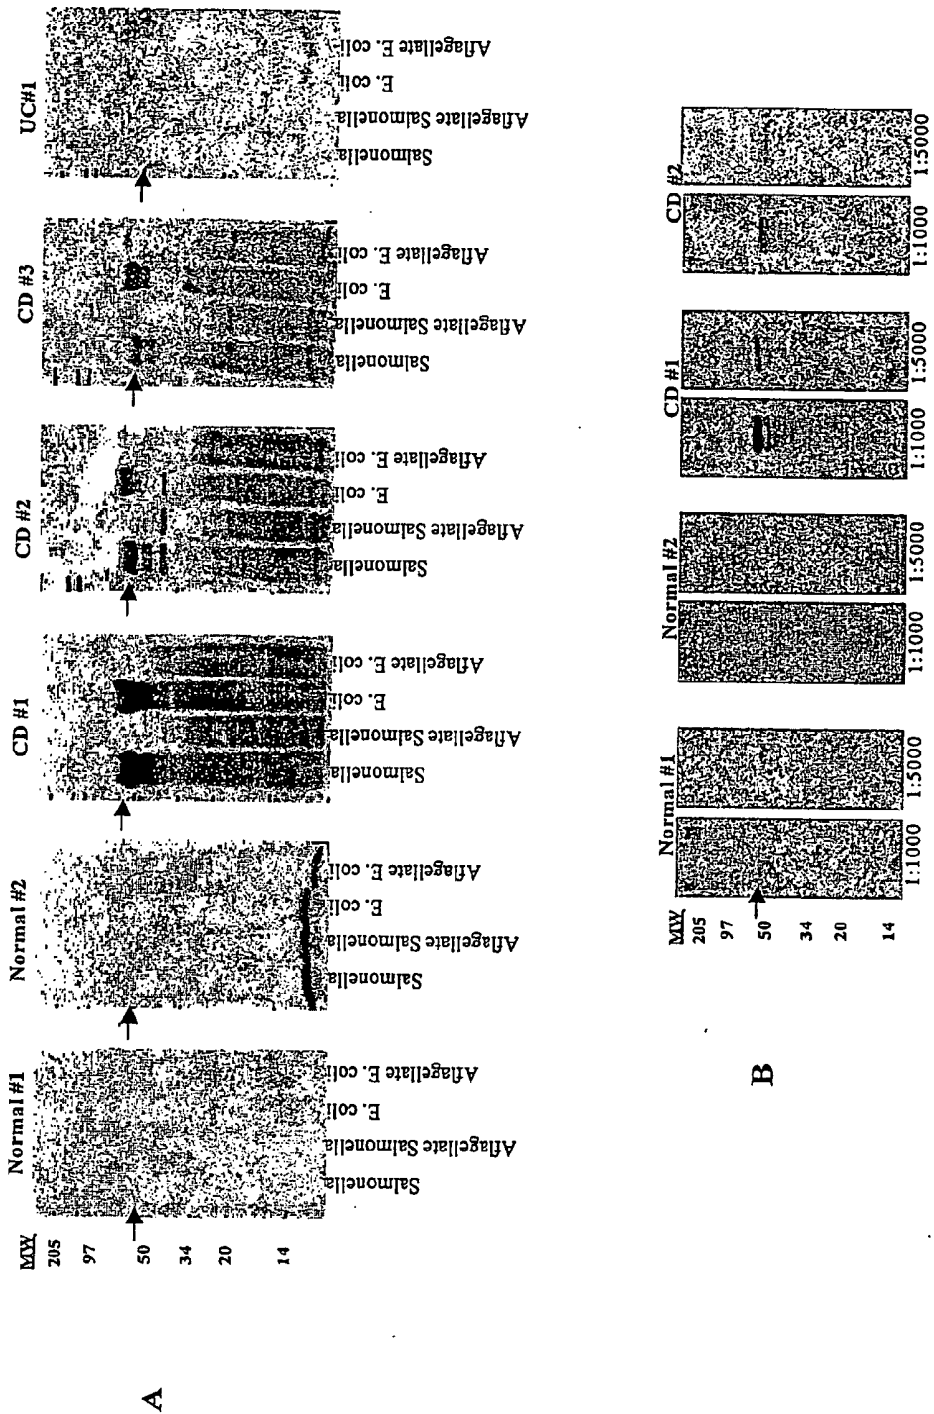 A
MW
205
97
50
34
20
14
Normal #1
Salmonella
Aflagellate Salmonella
E. coli
Aflagellate E. coli
Normal #2
Salmonella
Aflagellate Salmonella
E. coli
Aflagellate E. coli
CD #1
Salmonella
Aflagellate Salmonella
E. coli
Aflagellate E. coli
CD #2
Salmonella
Aflagellate Salmonella
E. coli
Aflagellate E. coli
CD #3
Salmonella
Aflagellate Salmonella
E. coli
Aflagellate E. coli
UC#1
Salmonella
Aflagellate Salmonella
E. coli
Aflagellate E. coli
B
MW
205
97
50
34
20
14
Normal #1
1:1000 1:5000
Normal #2
1:1000 1:5000
CD #1
1:1000 1:5000
CD #2
1:1000 1:5000